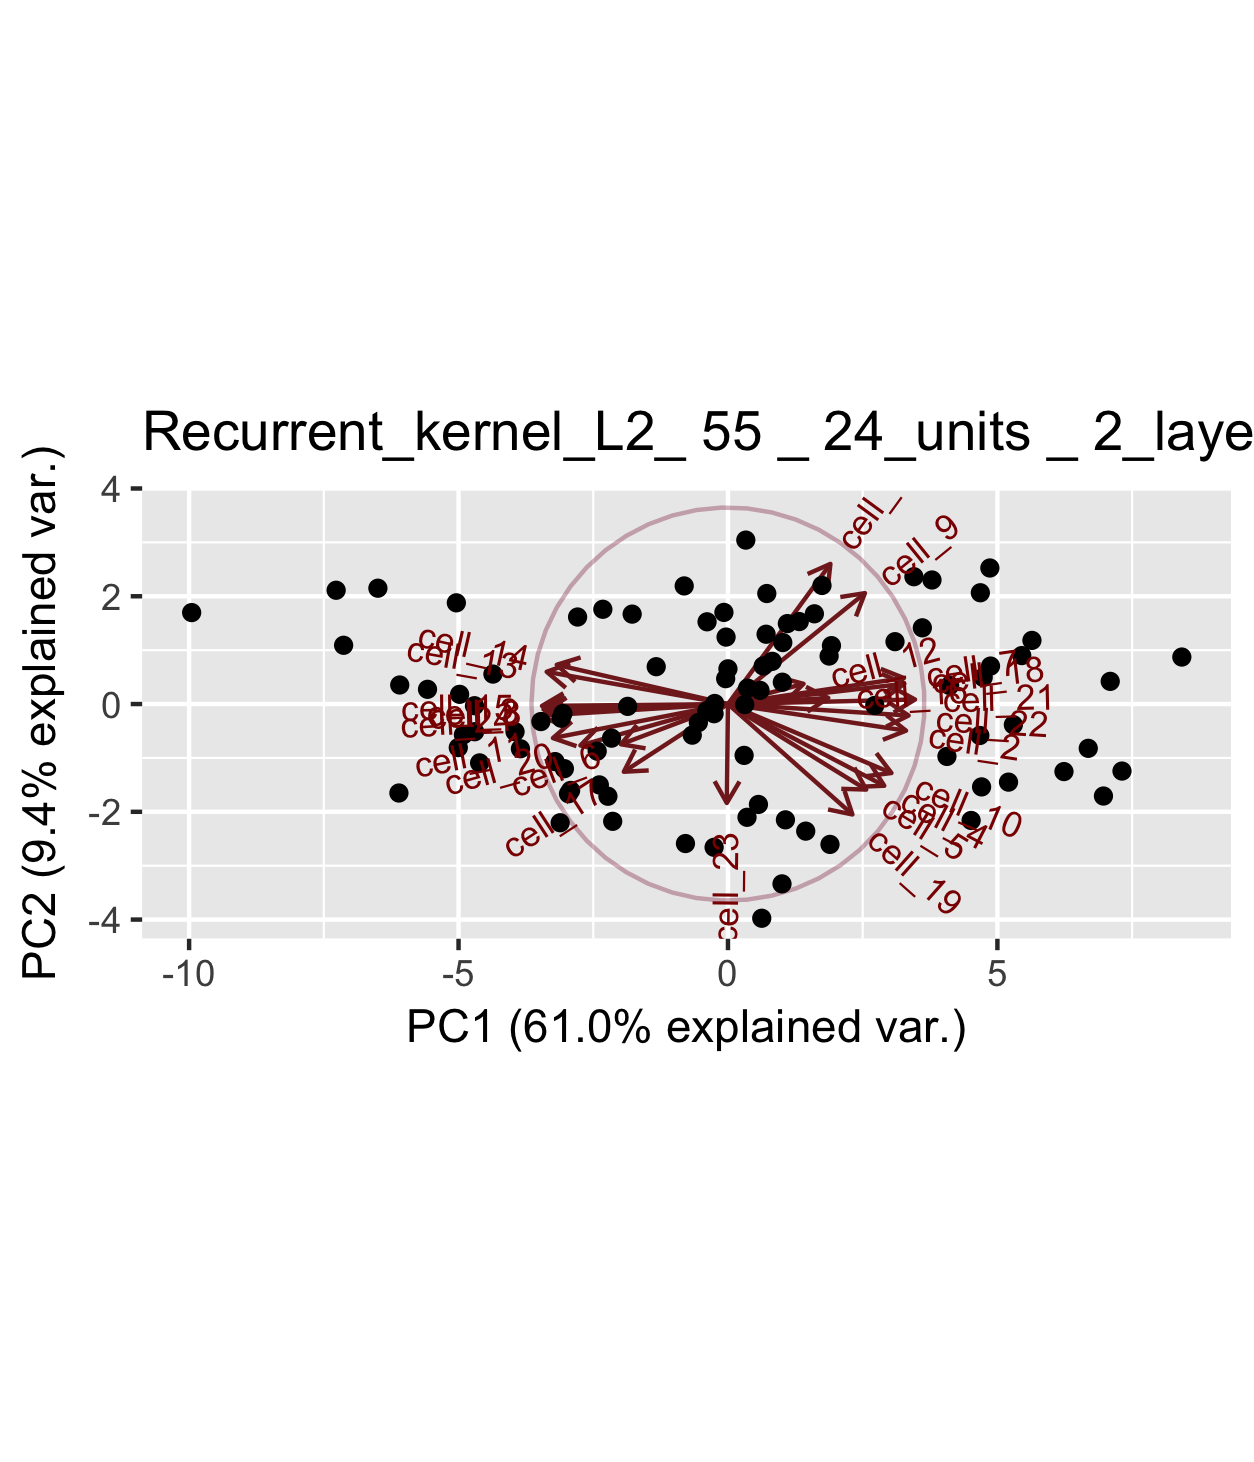 Recurrent_kernel_L2_ 55 _ 24_units _ 2_laye
PC2 (9.4% explained var.)
4
2
0
-2
-4
cell_
cell_9
cell_12
cell_14
cell_13
cell_18
cell_21
cell_22
cell_2
cell_15
cell_11
cell_20
cell_6
cell_17
cell_10
cell_4
cell_5
cell_19
cell_23
-10
-5
0
5
PC1 (61.0% explained var.)